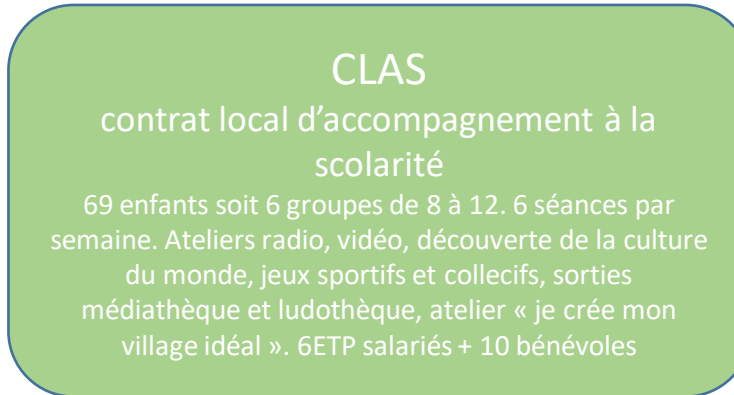 CLAS
contrat local d’accompagnement à la
scolarité
69 enfants soit 6 groupes de 8 à 12. 6 séances par
semaine. Ateliers radio, vidéo, découverte de la culture
du monde, jeux sportifs et collecifs, sorties
médiathèque et ludothèque, atelier « je crée mon
village idéal ». 6ETP salariés + 10 bénévoles